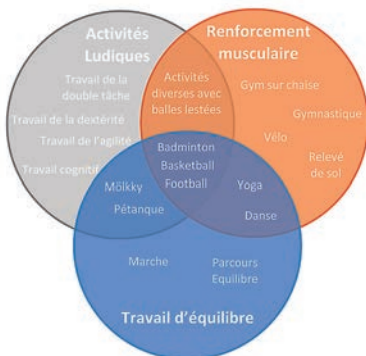 Activités
Ludiques
Renforcement
musculaire
Travail de la
double tâche
Activités
diverses avec
balles lestées
Gym sur chaise
Gymnastique
Travail de la dextérité
Travail de l'agilité
Vélo
Badminton
Basketball
Football
Relevé
de sol
Travail cognitif
Mölkky
Yoga
Pétanque
Danse
Marche
Parcours
Equilibre
Travail d'équilibre